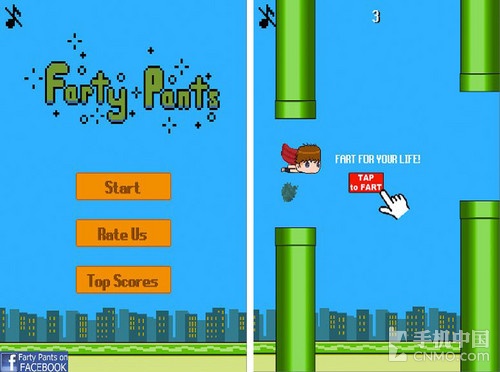 Farty Pants
Start
Rate Us
Top Scores
Farty Pants on
FACEBOOK
3
FART FOR YOUR LIFE!
TAP
to FART
手机中国
CNMO.com